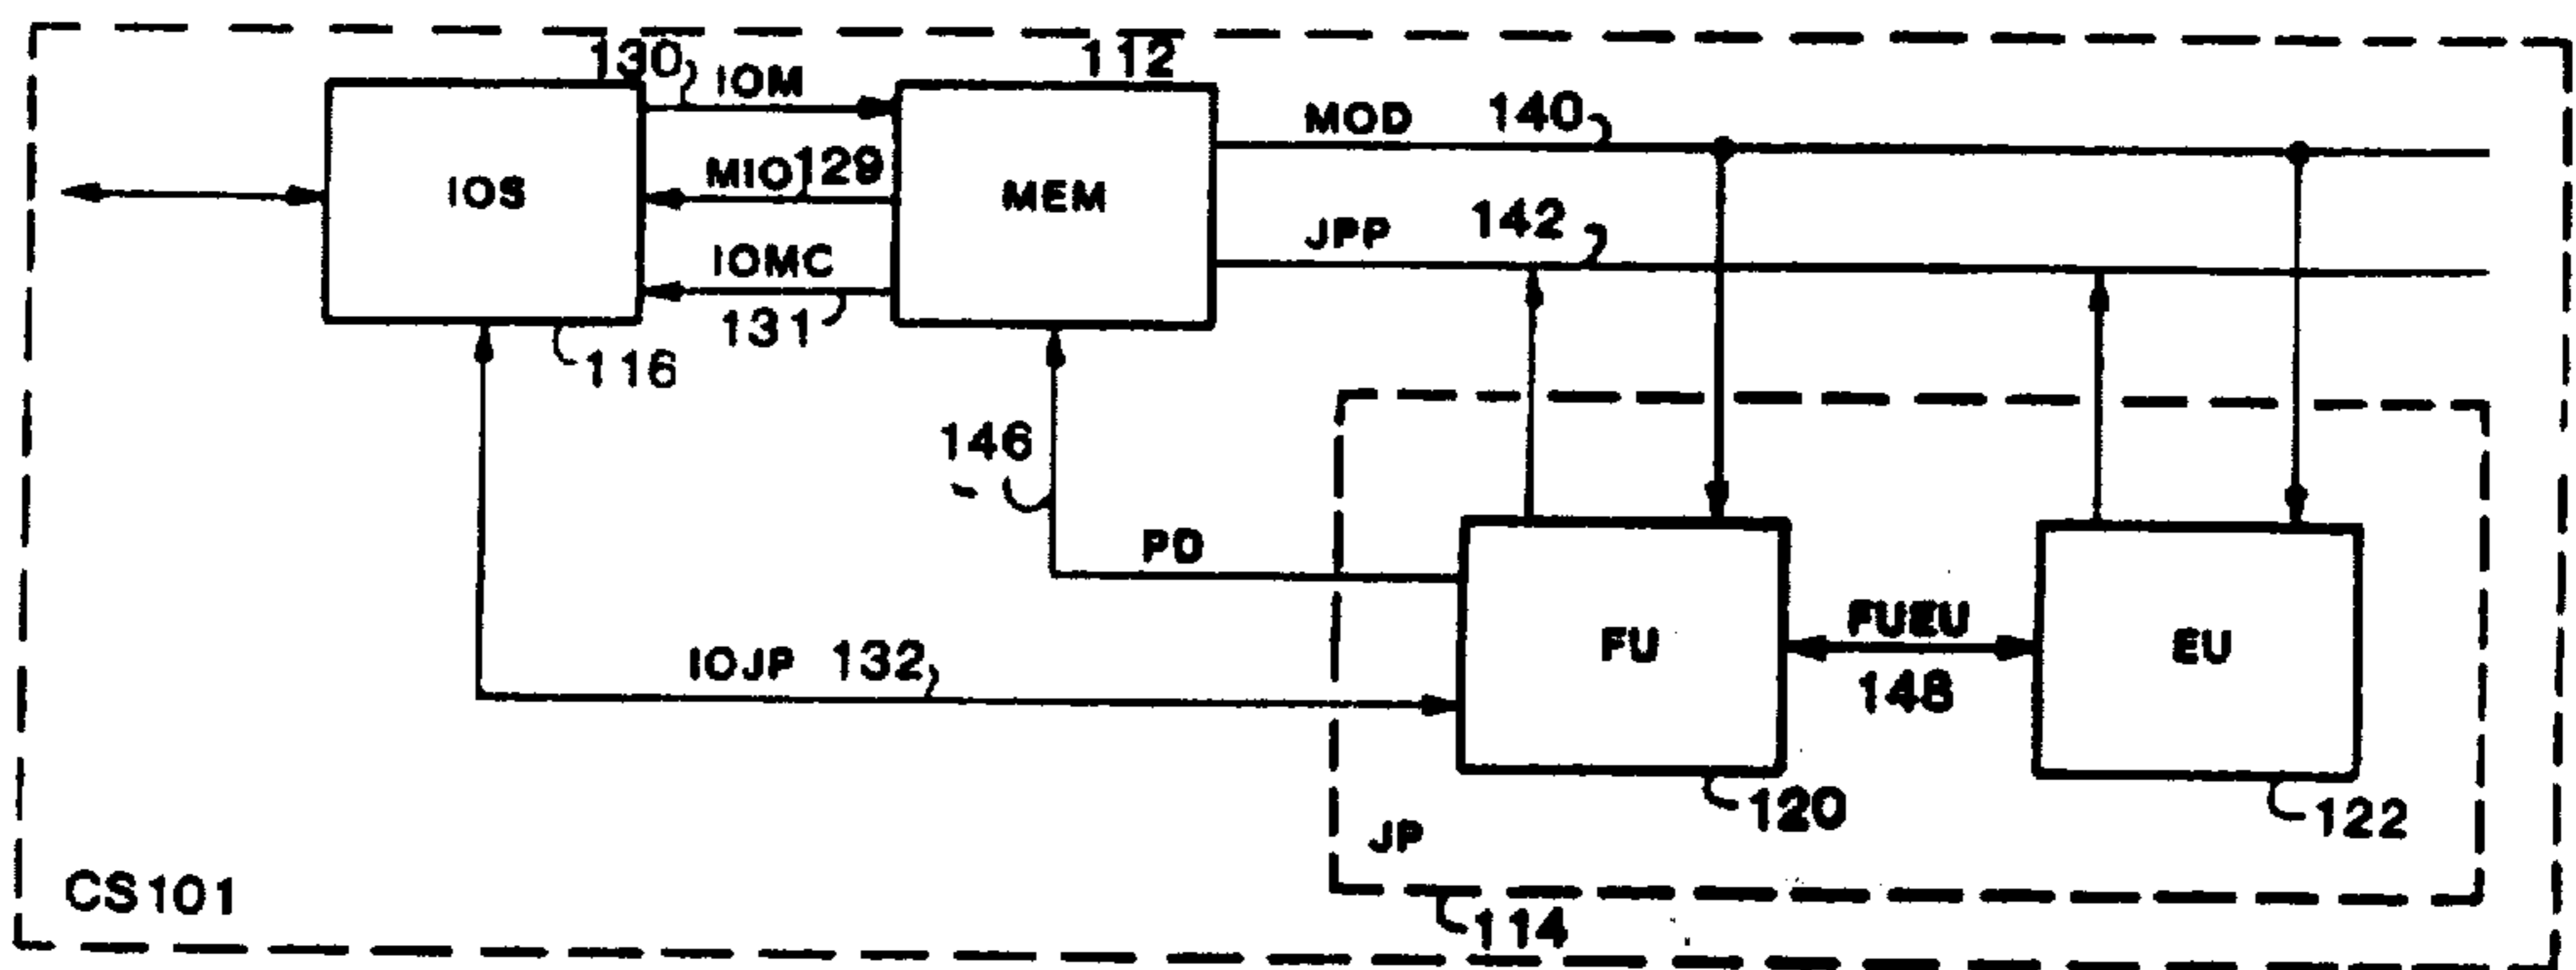 130
IOM
112
MOD
140
MIO
129
IOS
MEM
JPP
142
IOMC
131
116
146
PD
FU
FUEU
EU
IOJP
132
148
120
122
JP
CS101
114